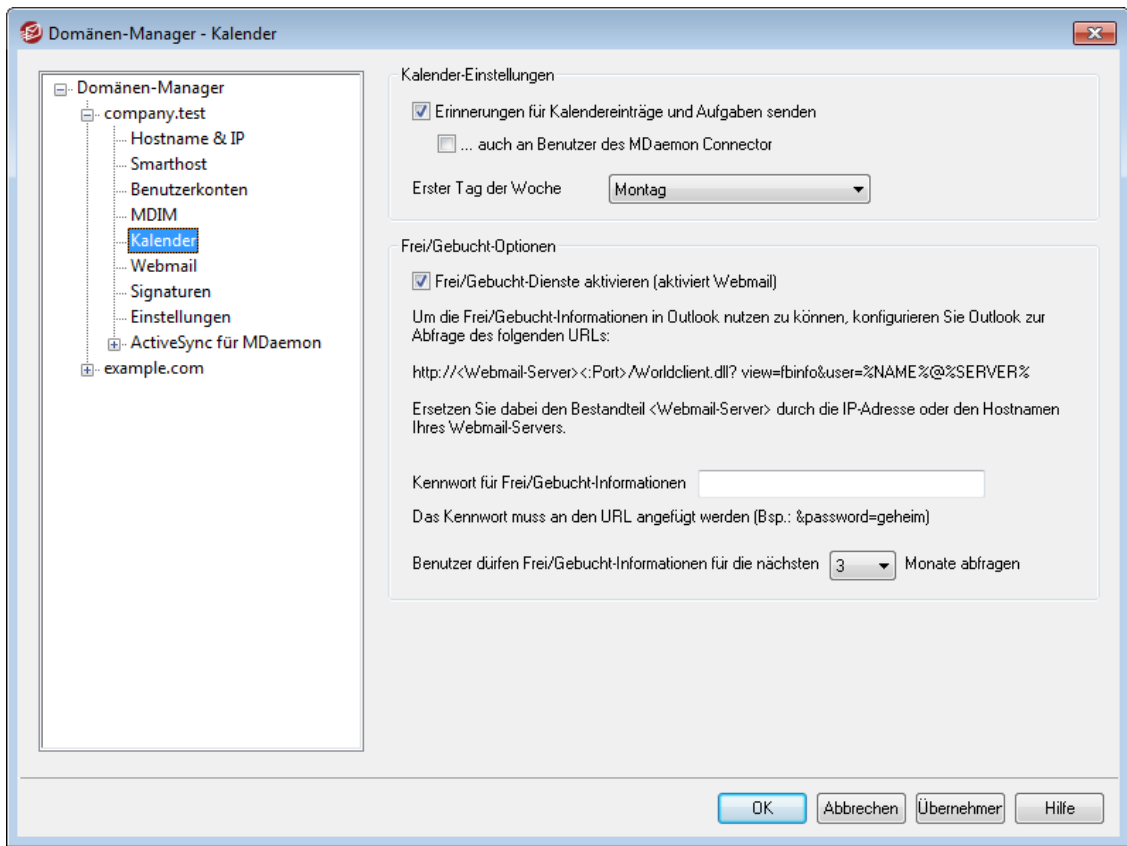 Domänen-Manager - Kalender
Domänen-Manager
company.test
Hostname & IP
Smarthost
Benutzerkonten
MDIM
Kalender
Webmail
Signaturen
Einstellungen
ActiveSync für MDaemon
example.com
Kalender-Einstellungen
Erinnerungen für Kalendereinträge und Aufgaben senden
... auch an Benutzer des MDaemon Connector
Erster Tag der Woche Montag
Frei/Gebucht-Optionen
Frei/Gebucht-Dienste aktivieren (aktiviert Webmail)
Um die Frei/Gebucht-Informationen in Outlook nutzen zu können, konfigurieren Sie Outlook zur
Abfrage des folgenden URLs:
http://<Webmail-Server><:Port>/Worldclient.dll? view=fbinfo&user=%NAME%@%SERVER%
Ersetzen Sie dabei den Bestandteil <Webmail-Server> durch die IP-Adresse oder den Hostnamen
Ihres Webmail-Servers.
Kennwort für Frei/Gebucht-Informationen
Das Kennwort muss an den URL angefügt werden (Bsp.: &password=geheim)
Benutzer dürfen Frei/Gebucht-Informationen für die nächsten 3 Monate abfragen
OK Abbrechen Übernehmer Hilfe